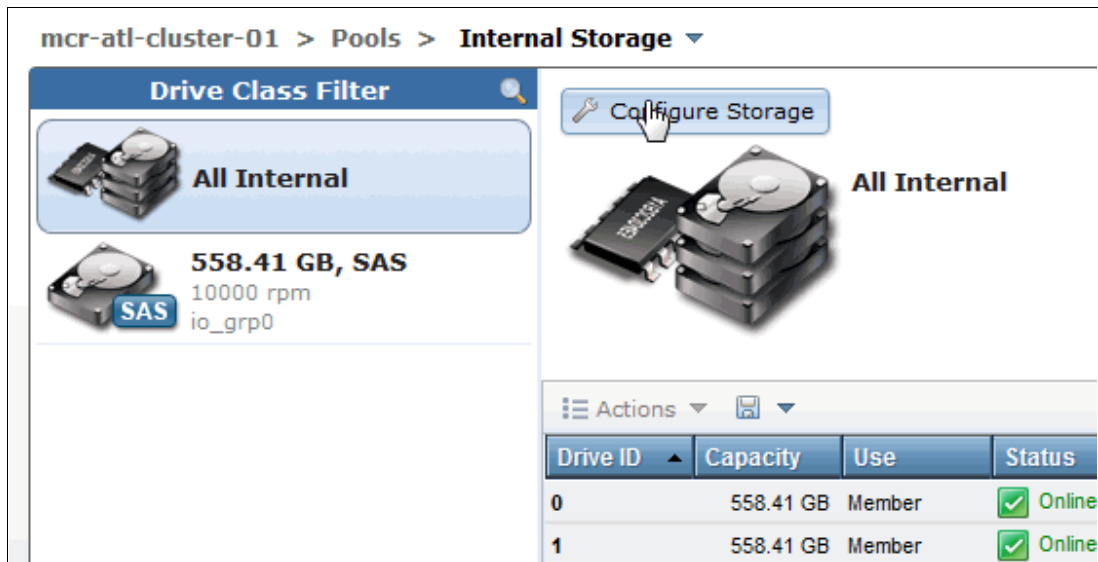 mcr-atl-cluster-01 > Pools > Internal Storage
Drive Class Filter
All Internal
558.41 GB, SAS
10000 rpm
io_grp0
SAS
Configure Storage
All Internal
Actions
Drive ID Capacity Use Status
0 558.41 GB Member Online
1 558.41 GB Member Online